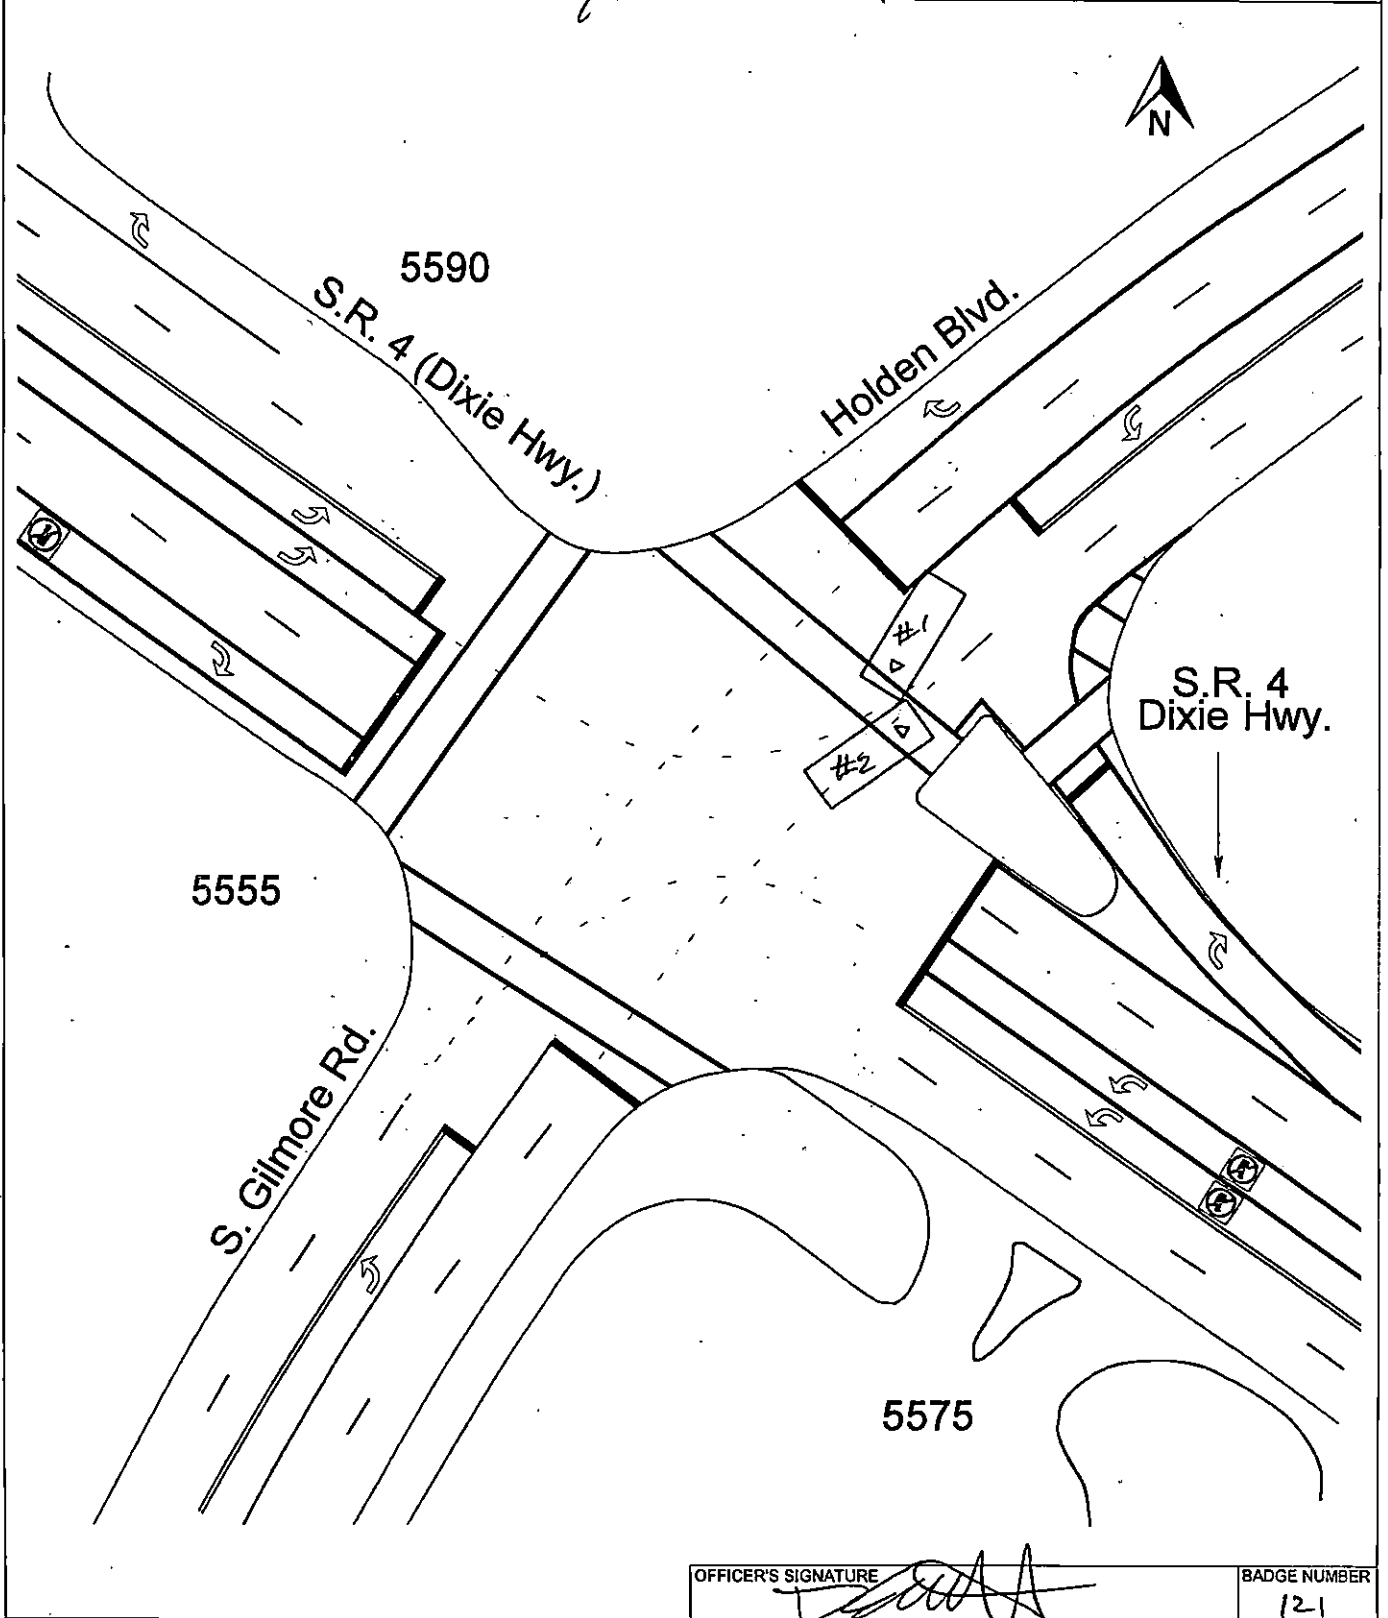 N
5590
S.R. 4 (Dixie Hwy.)
Holden Blvd.
#1
S.R. 4
Dixie Hwy.
#2
5555
S. Gilmore Rd.
5575
OFFICER'S SIGNATURE
BADGE NUMBER
121